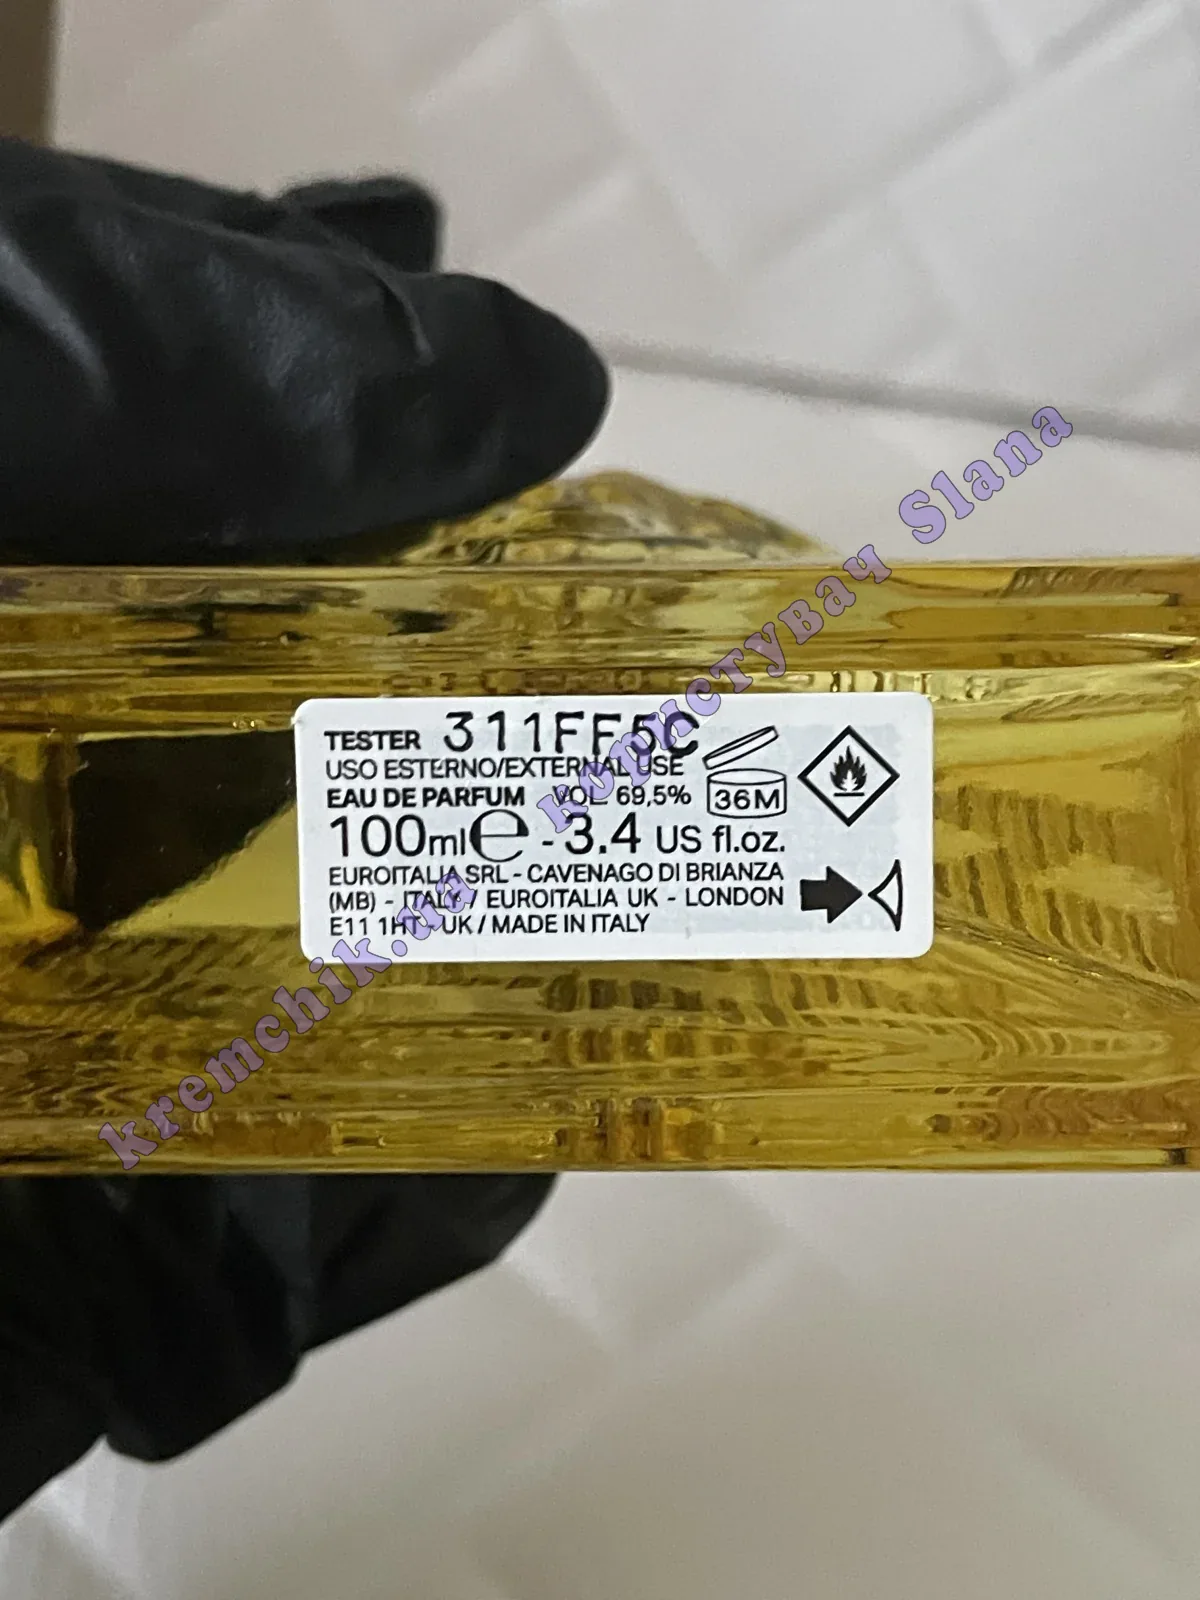 TESTER 311FF5C
USO ESTERNO/EXTERNAL USE
EAU DE PARFUM VOL 69,5%
36M
100ml ℮ - 3.4 US fl.oz.
EUROITALIA SRL - CAVENAGO DI BRIANZA
(MB) - ITALY / EUROITALIA UK - LONDON
E11 1HT - UK / MADE IN ITALY
kremchik.ua користувач Slana